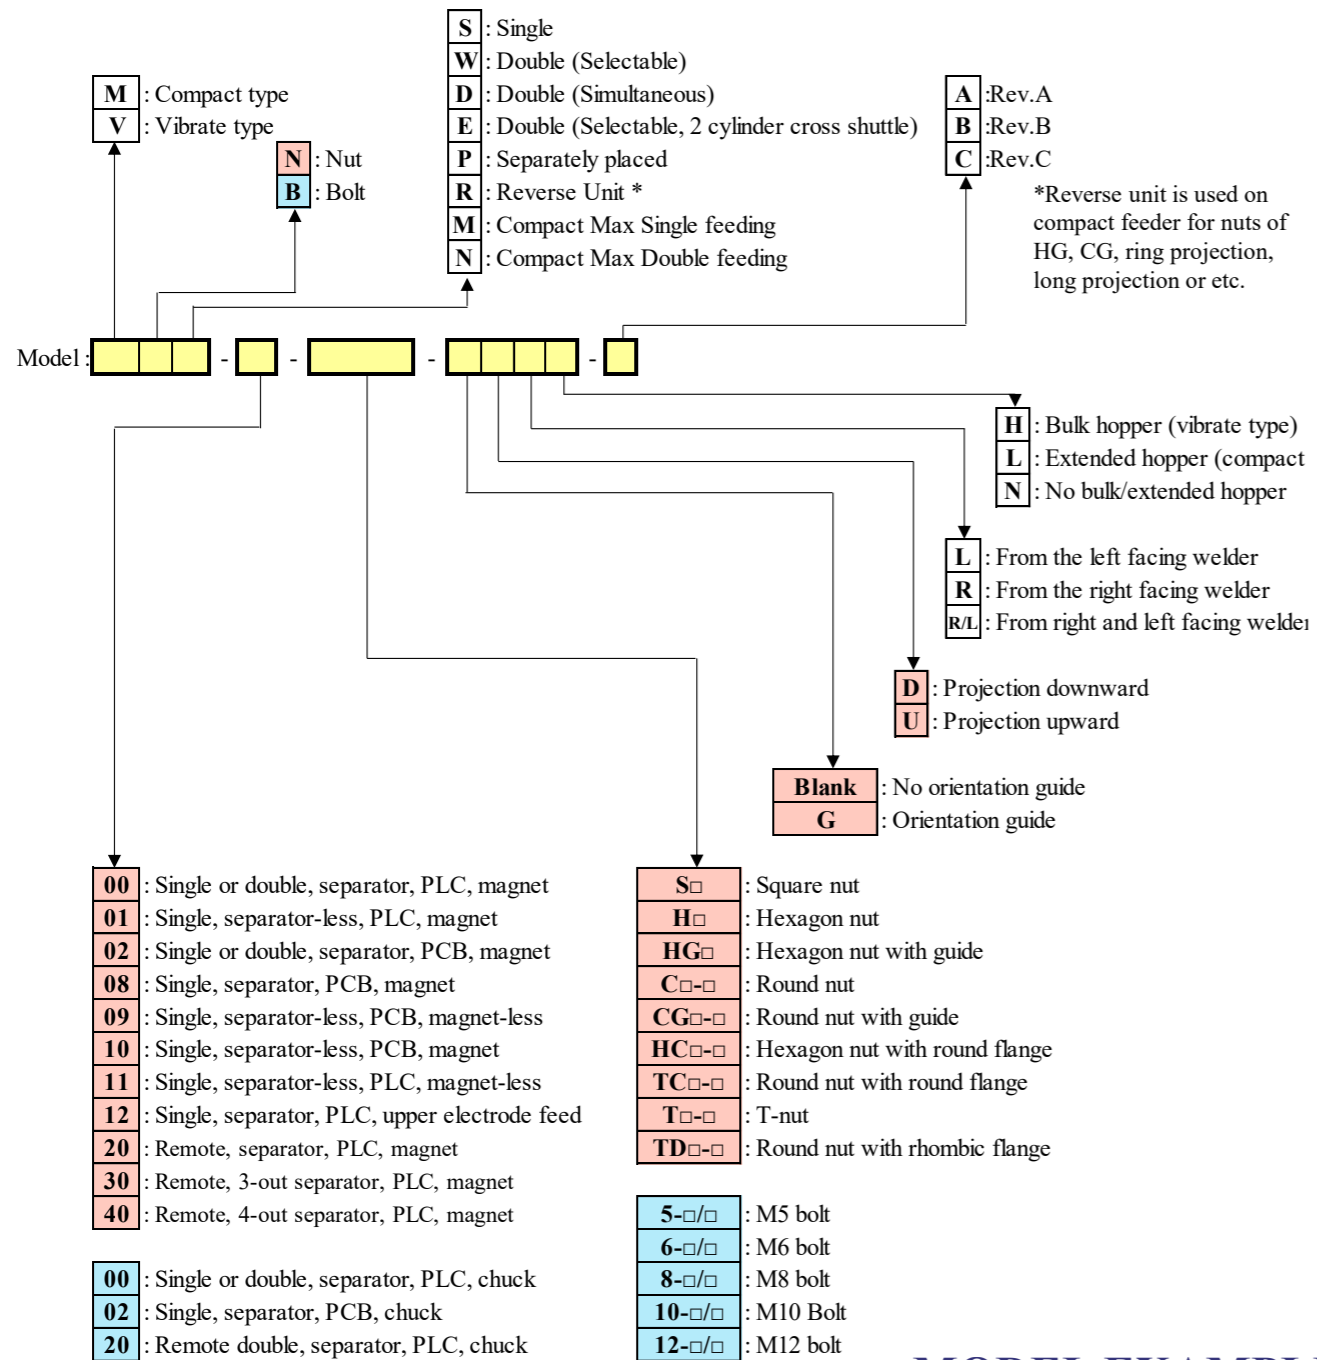 S : Single
W : Double (Selectable)
D : Double (Simultaneous)
E : Double (Selectable, 2 cylinder cross shuttle)
P : Separately placed
R : Reverse Unit *
M : Compact Max Single feeding
N : Compact Max Double feeding
M : Compact type
V : Vibrate type
N : Nut
B : Bolt
A :Rev.A
B :Rev.B
C :Rev.C
*Reverse unit is used on
compact feeder for nuts of
HG, CG, ring projection,
long projection or etc.
Model : - - - -
H : Bulk hopper (vibrate type)
L : Extended hopper (compact
N : No bulk/extended hopper
L : From the left facing welder
R : From the right facing welder
R/L : From right and left facing welder
D : Projection downward
U : Projection upward
Blank : No orientation guide
G : Orientation guide
00 : Single or double, separator, PLC, magnet
01 : Single, separator-less, PLC, magnet
02 : Single or double, separator, PCB, magnet
08 : Single, separator, PCB, magnet
09 : Single, separator-less, PCB, magnet-less
10 : Single, separator-less, PCB, magnet
11 : Single, separator-less, PLC, magnet-less
12 : Single, separator, PLC, upper electrode feed
20 : Remote, separator, PLC, magnet
30 : Remote, 3-out separator, PLC, magnet
40 : Remote, 4-out separator, PLC, magnet
00 : Single or double, separator, PLC, chuck
02 : Single, separator, PCB, chuck
20 : Remote double, separator, PLC, chuck
S□ : Square nut
H□ : Hexagon nut
HG□ : Hexagon nut with guide
C□-□ : Round nut
CG□-□ : Round nut with guide
HC□-□ : Hexagon nut with round flange
TC□-□ : Round nut with round flange
T□-□ : T-nut
TD□-□ : Round nut with rhombic flange
5-□/□ : M5 bolt
6-□/□ : M6 bolt
8-□/□ : M8 bolt
10-□/□ : M10 Bolt
12-□/□ : M12 bolt